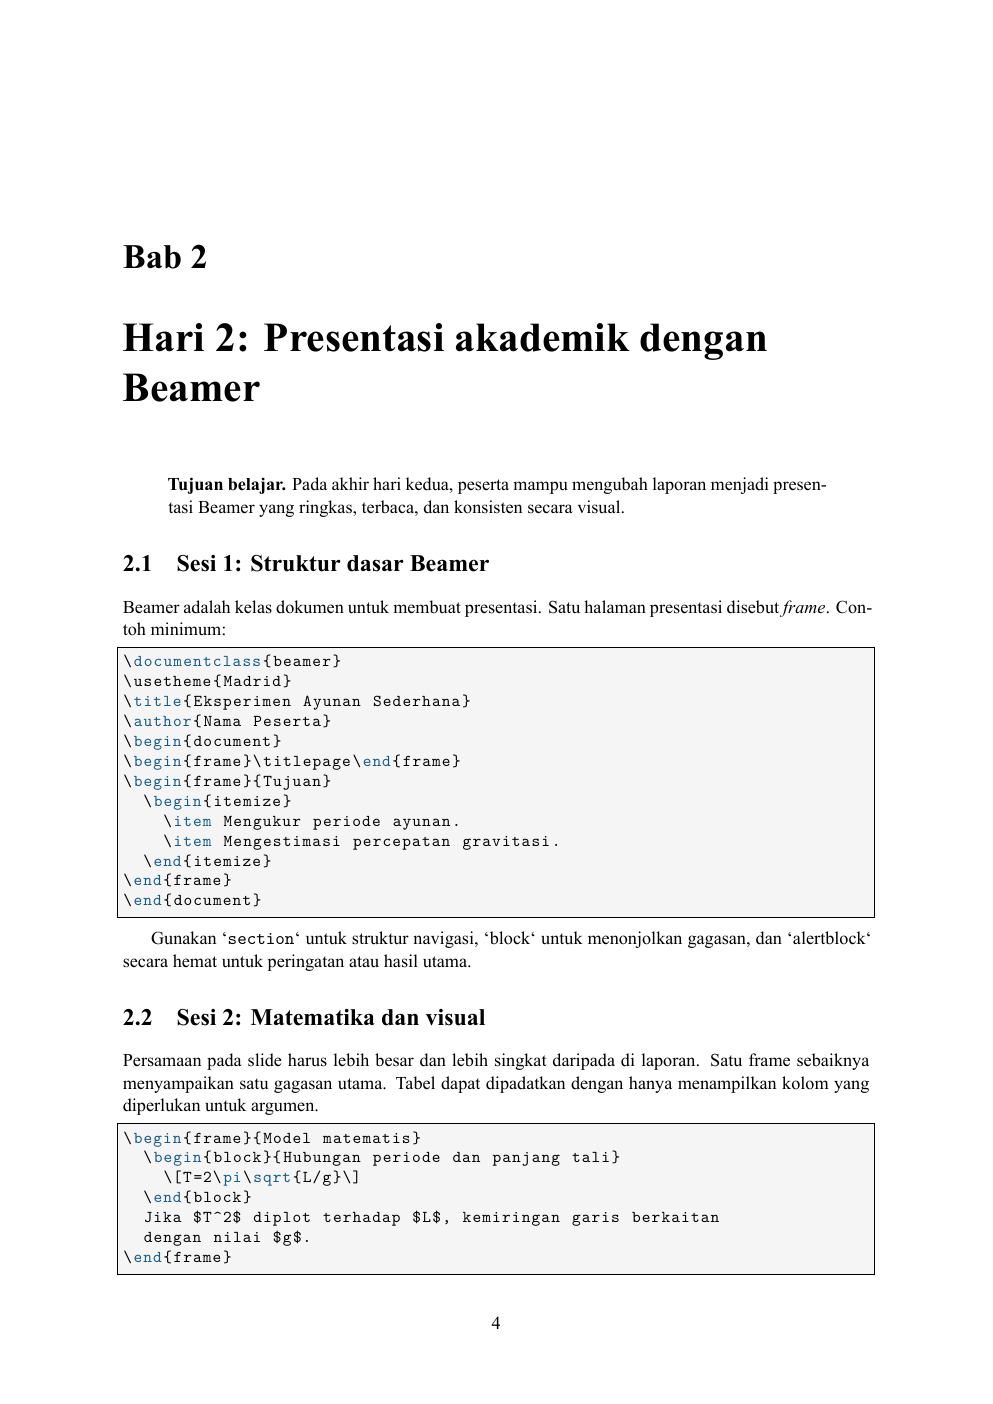 Bab 2
Hari 2: Presentasi akademik dengan
Beamer
Tujuan belajar. Pada akhir hari kedua, peserta mampu mengubah laporan menjadi presen-
tasi Beamer yang ringkas, terbaca, dan konsisten secara visual.
2.1 Sesi 1: Struktur dasar Beamer
Beamer adalah kelas dokumen untuk membuat presentasi. Satu halaman presentasi disebut frame. Con-
toh minimum:
\documentclass{beamer}
\usetheme{Madrid}
\title{Eksperimen Ayunan Sederhana}
\author{Nama Peserta}
\begin{document}
\begin{frame}\titlepage\end{frame}
\begin{frame}{Tujuan}
  \begin{itemize}
    \item Mengukur periode ayunan.
    \item Mengestimasi percepatan gravitasi.
  \end{itemize}
\end{frame}
\end{document}
Gunakan ‘section‘ untuk struktur navigasi, ‘block‘ untuk menonjolkan gagasan, dan ‘alertblock‘
secara hemat untuk peringatan atau hasil utama.
2.2 Sesi 2: Matematika dan visual
Persamaan pada slide harus lebih besar dan lebih singkat daripada di laporan. Satu frame sebaiknya
menyampaikan satu gagasan utama. Tabel dapat dipadatkan dengan hanya menampilkan kolom yang
diperlukan untuk argumen.
\begin{frame}{Model matematis}
  \begin{block}{Hubungan periode dan panjang tali}
    \[T=2\pi\sqrt{L/g}\]
  \end{block}
  Jika $T^2$ diplot terhadap $L$, kemiringan garis berkaitan
  dengan nilai $g$.
\end{frame}
4